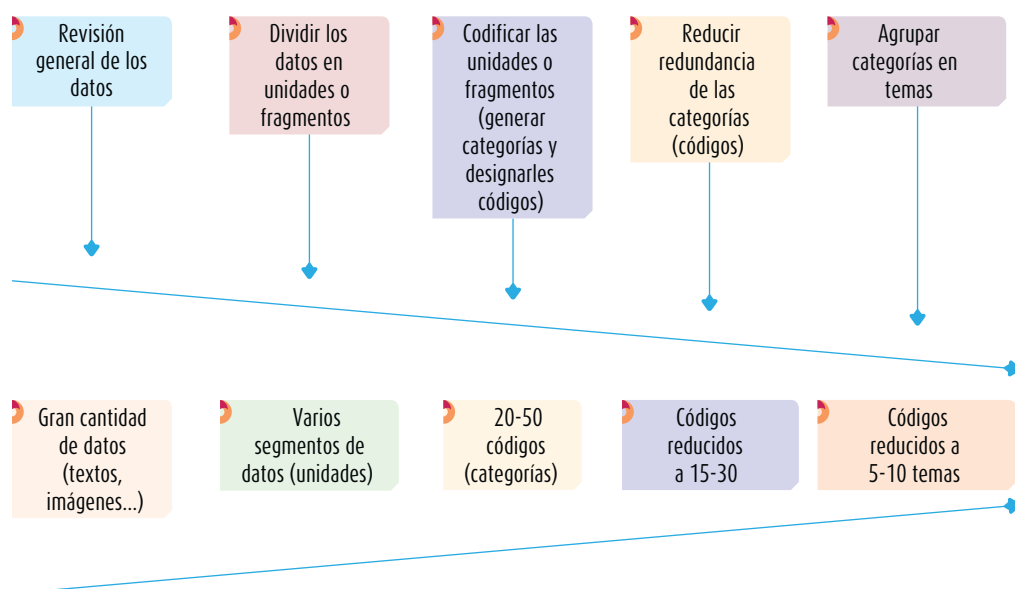 Revisión
general de los
datos
Dividir los
datos en
unidades o
fragmentos
Codificar las
unidades o
fragmentos
(generar
categorías y
designarles
códigos)
Reducir
redundancia
de las
categorías
(códigos)
Agrupar
categorías en
temas
Gran cantidad
de datos
(textos,
imágenes...)
Varios
segmentos de
datos (unidades)
20-50
códigos
(categorías)
Códigos
reducidos
a 15-30
Códigos
reducidos a
5-10 temas